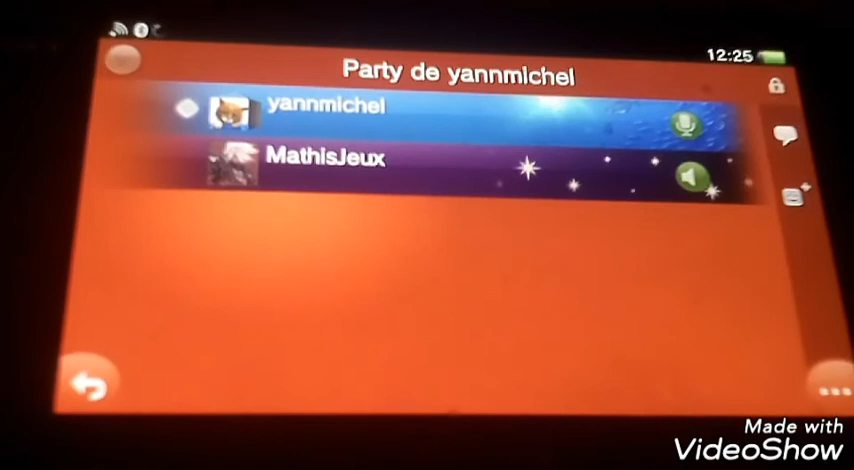 12:25
Party de yannmichel
yannmichel
MathisJeux
Made with
VideoShow